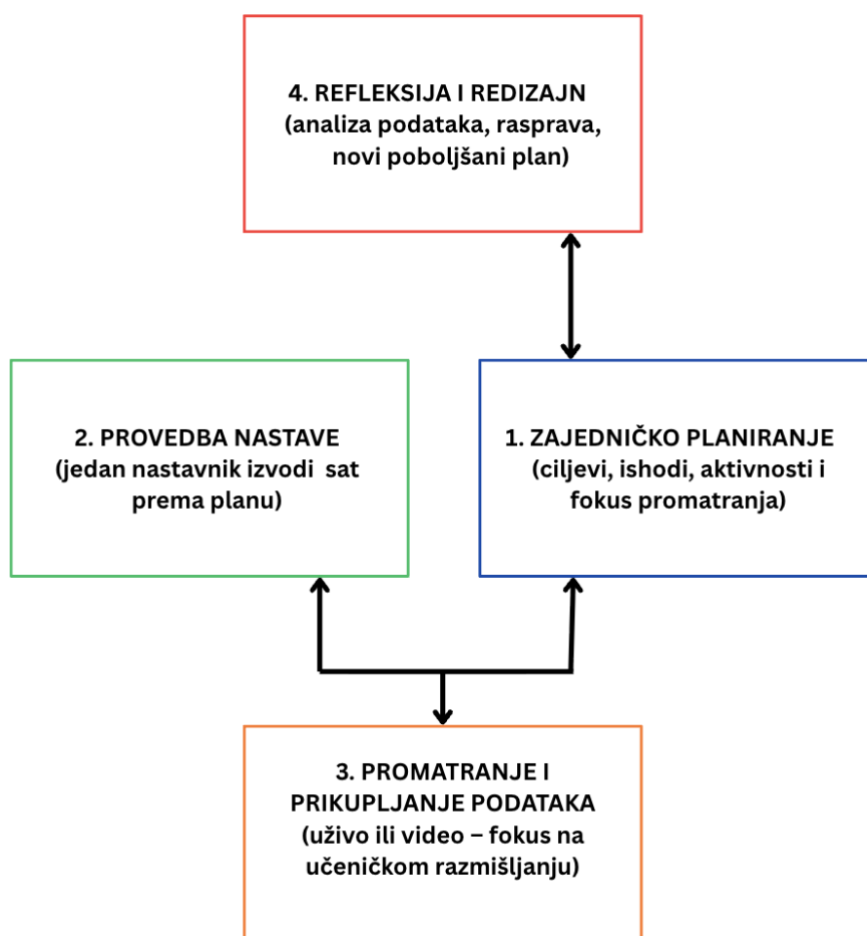 4. REFLEKSIJA I REDIZAJN
(analiza podataka, rasprava,
novi poboljšani plan)
2. PROVEDBA NASTAVE
(jedan nastavnik izvodi sat
prema planu)
1. ZAJEDNIČKO PLANIRANJE
(ciljevi, ishodi, aktivnosti i
fokus promatranja)
3. PROMATRANJE I
PRIKUPLJANJE PODATAKA
(uživo ili video – fokus na
učeničkom razmišljanju)